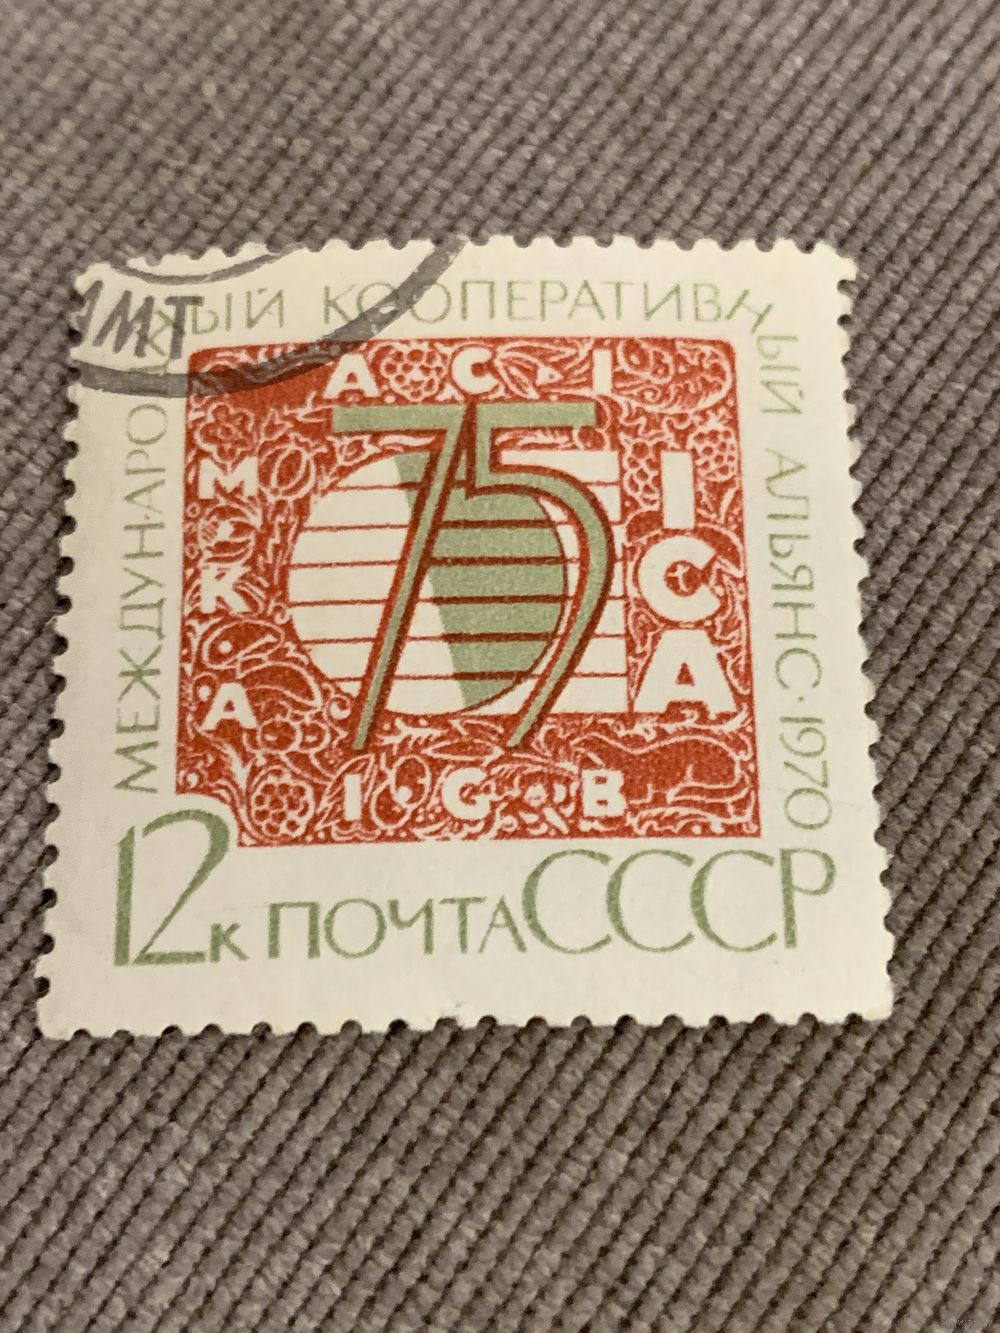 МЕЖДУНАРОДНЫЙ КООПЕРАТИВНЫЙ АЛЬЯНС·1970
АМТ
A C I
75
М К А
I C A
I G B
12к ПОЧТА СССР